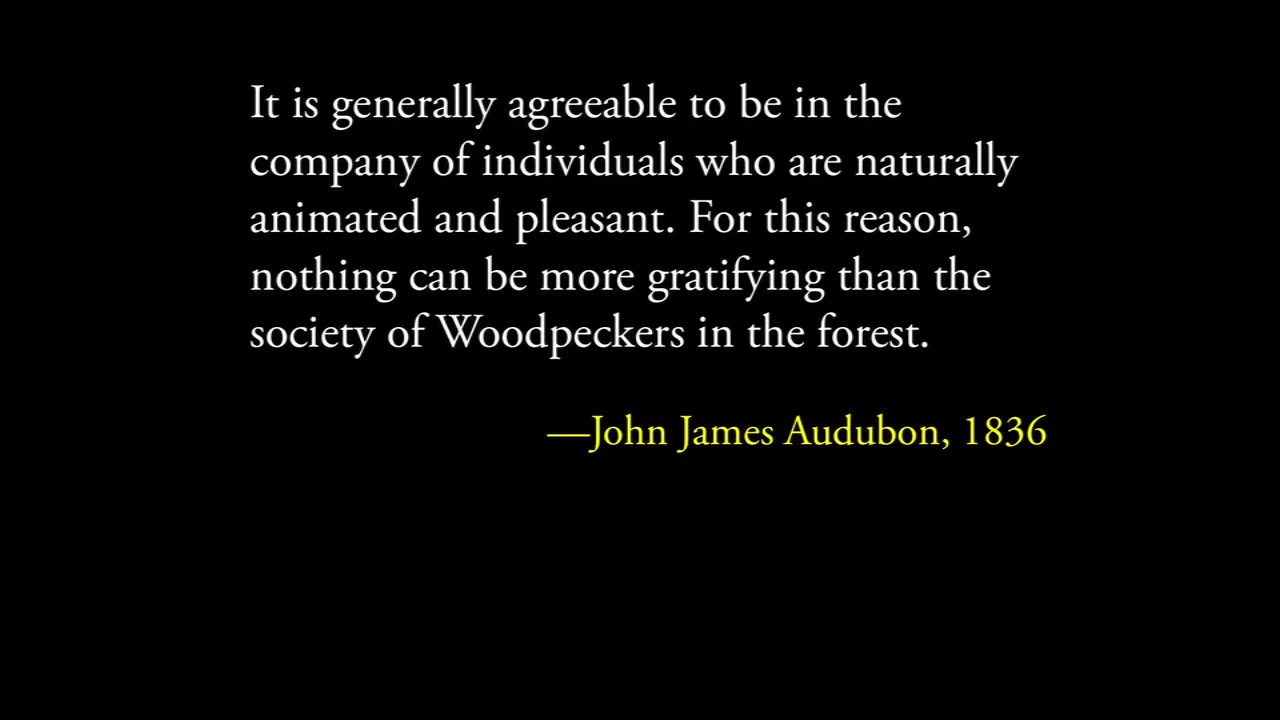 It is generally agreeable to be in the
company of individuals who are naturally
animated and pleasant. For this reason,
nothing can be more gratifying than the
society of Woodpeckers in the forest.
—John James Audubon, 1836